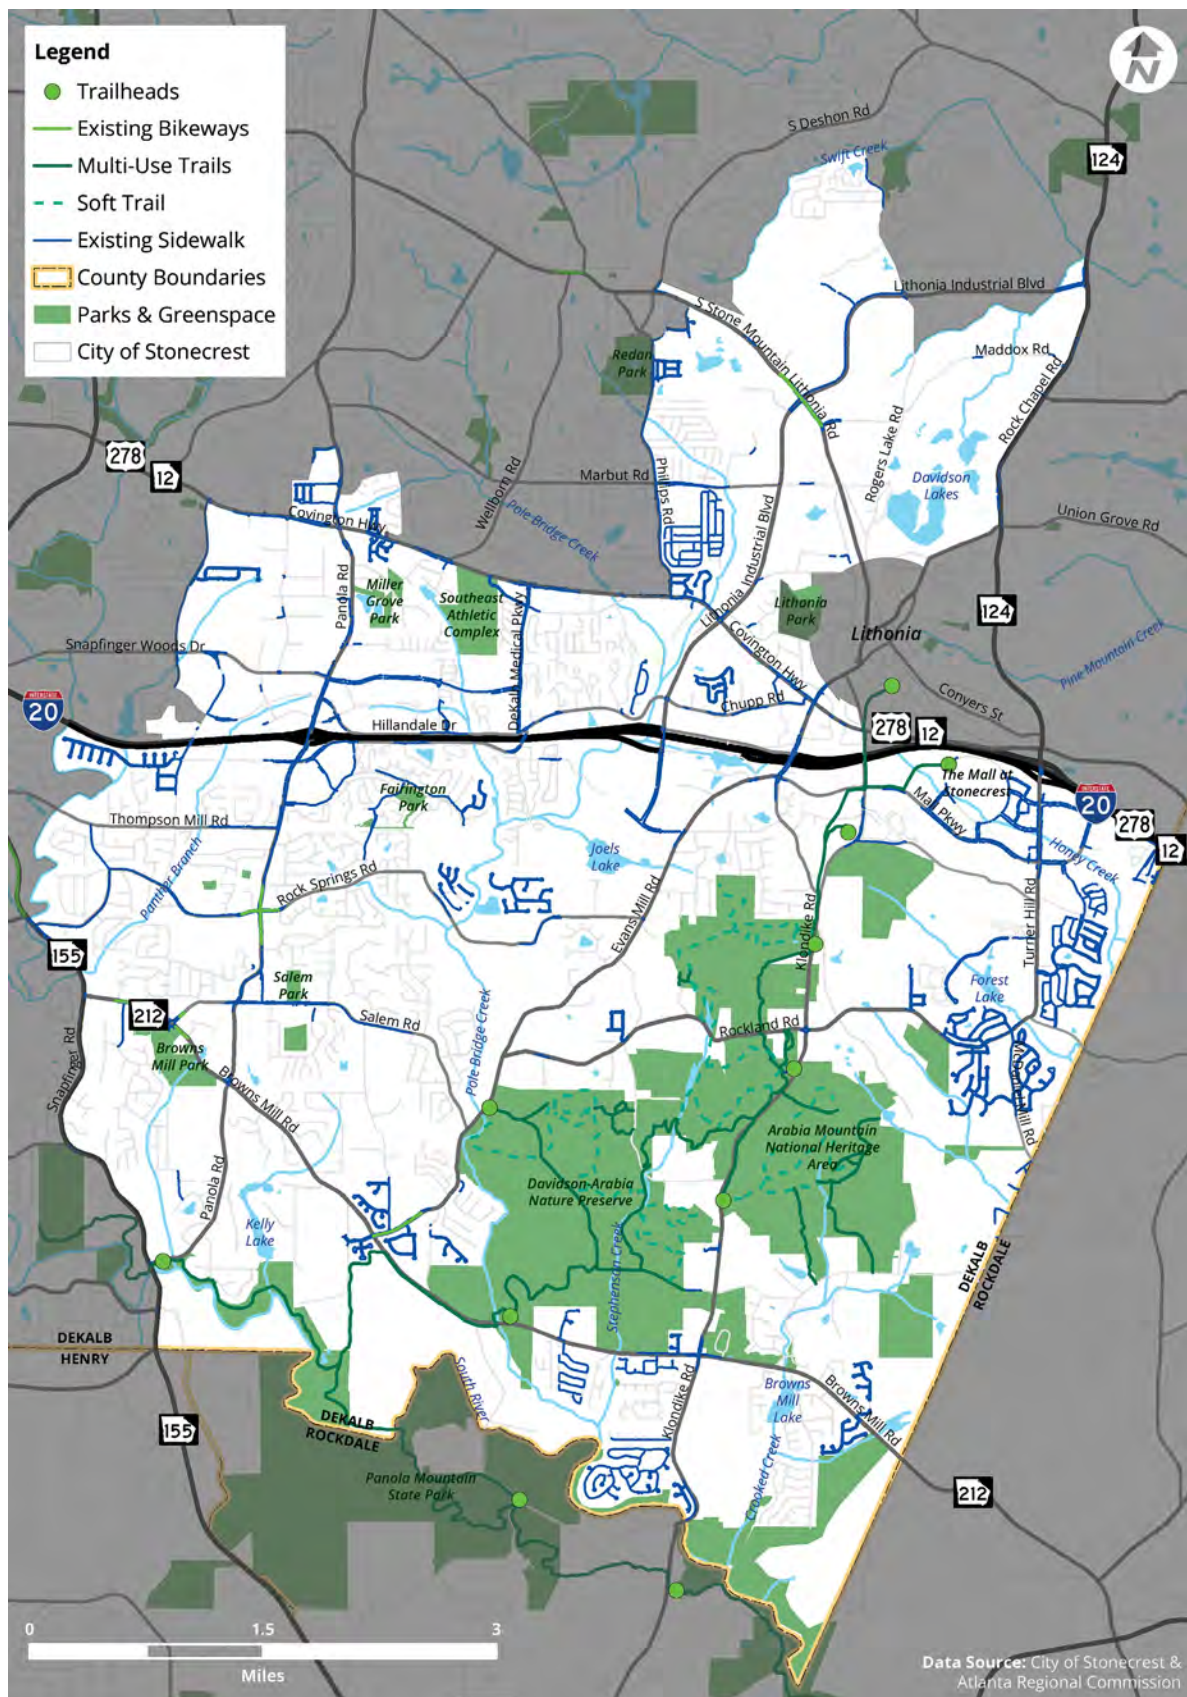 Legend
Trailheads
Existing Bikeways
Multi-Use Trails
Soft Trail
Existing Sidewalk
County Boundaries
Parks & Greenspace
City of Stonecrest
N
S Deshon Rd
Swift Creek
124
Lithonia Industrial Blvd
S Stone Mountain Lithonia Rd
Maddox Rd
Redan
Park
Rock Chapel Rd
Rogers Lake Rd
278
12
Wellborn Rd
Marbut Rd
Phillips Rd
Davidson
Lakes
Covington Hwy
Pole Bridge Creek
Lithonia Industrial Blvd
Union Grove Rd
Panola Rd
Miller
Grove
Park
Southeast
Athletic
Complex
DeKalb Medical Pkwy
Lithonia
Park
124
Lithonia
Covington Hwy
Pine Mountain Creek
Snapfinger Woods Dr
Chupp Rd
Conyers St
INTERSTATE
20
Hillandale Dr
278
12
The Mall at
Stonecrest
INTERSTATE
20
278
12
Fairington
Park
Mall Pkwy
Thompson Mill Rd
Panther Branch
Joels
Lake
Honey Creek
Rock Springs Rd
Evans Mill Rd
Klondike Rd
Turner Hill Rd
155
Salem
Park
Forest
Lake
212
Salem Rd
Pole Bridge Creek
Rockland Rd
Browns
Mill Park
Snapfinger Rd
Browns Mill Rd
McDaniel Mill Rd
Arabia Mountain
National Heritage
Area
Panola Rd
Davidson-Arabia
Nature Preserve
Kelly
Lake
Stephenson Creek
DEKALB
ROCKDALE
DEKALB
HENRY
South River
Klondike Rd
Browns
Mill
Lake
Browns Mill Rd
DEKALB
ROCKDALE
155
Panola Mountain
State Park
Crooked Creek
212
0 1.5 3
Miles
Data Source: City of Stonecrest &
Atlanta Regional Commission